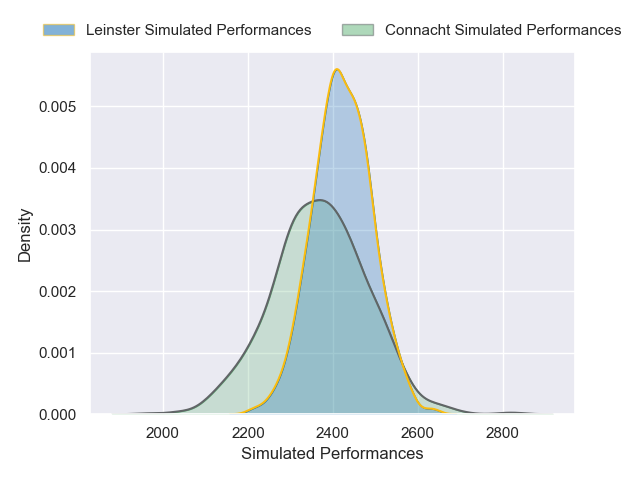 Leinster Simulated Performances
Connacht Simulated Performances
0.005
0.004
0.003
0.002
0.001
0.000
Density
2000
2200
2400
2600
2800
Simulated Performances